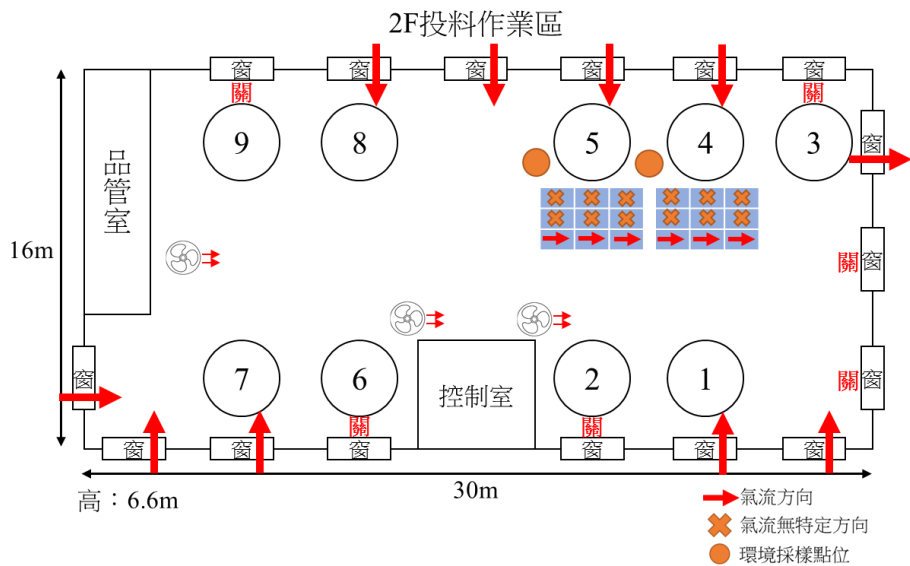 2F投料作業區
窗 窗 窗 窗 窗 窗
關 關
9 8 5 4 3
窗
品管室
16m
關 窗
窗 關 窗
7 6 控制室 2 1
關 關
窗 窗 窗 窗 窗 窗
30m
高：6.6m
氣流方向
氣流無特定方向
環境採樣點位